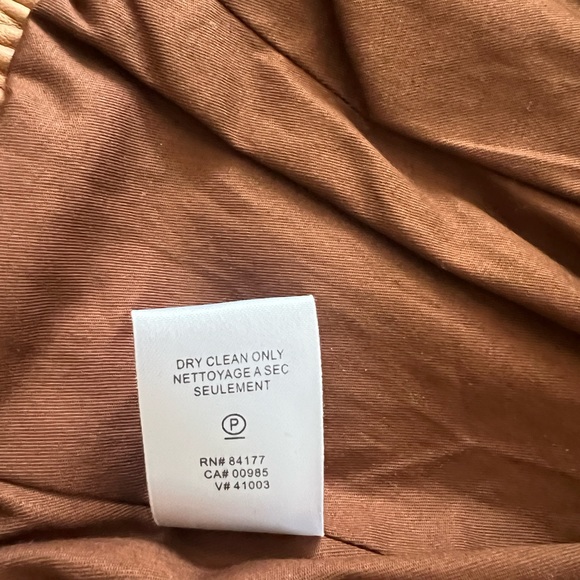 DRY CLEAN ONLY
NETTOYAGE A SEC
SEULEMENT
P
RN# 84177
CA# 00985
V# 41003